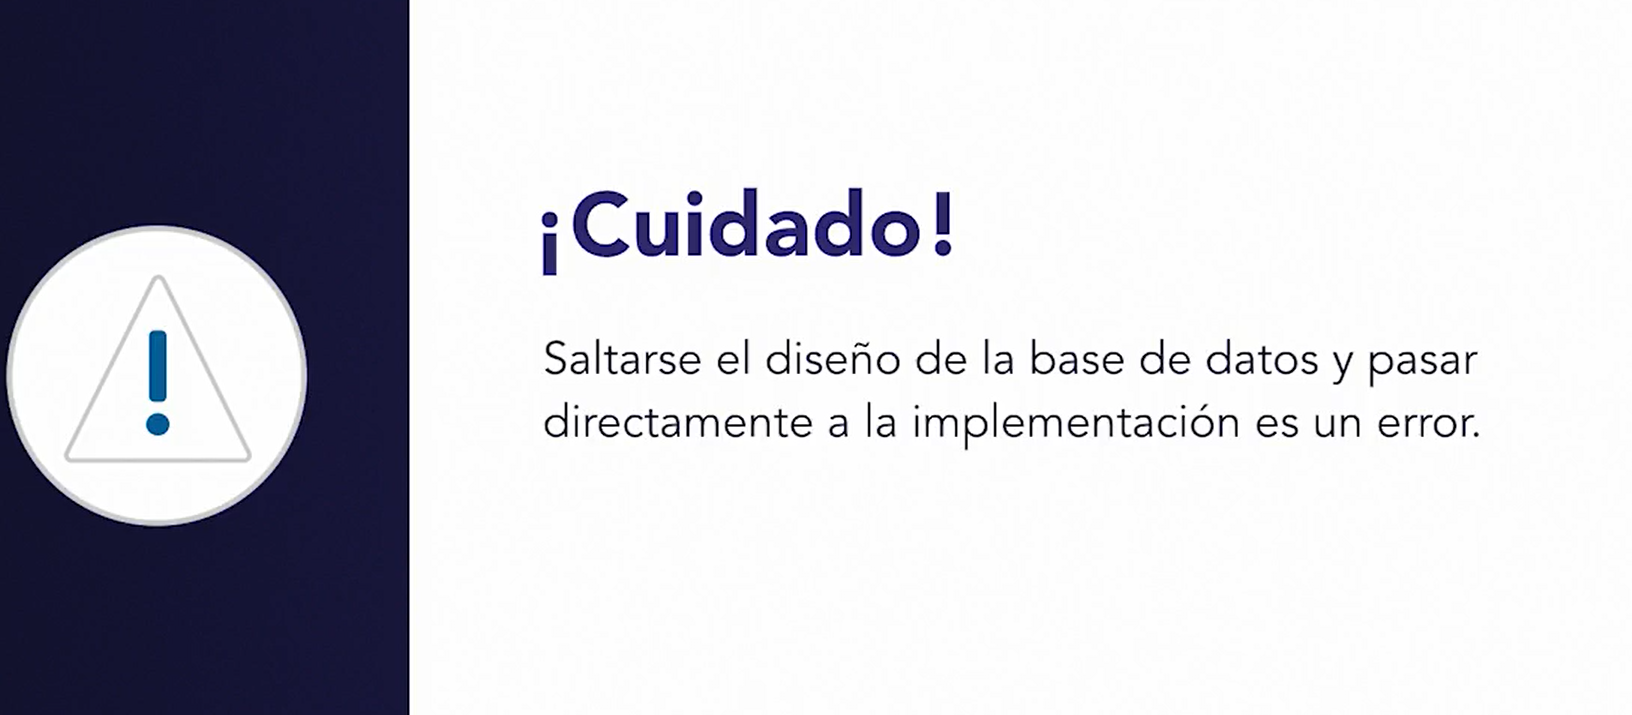 ¡Cuidado!
Saltarse el diseño de la base de datos y pasar
directamente a la implementación es un error.